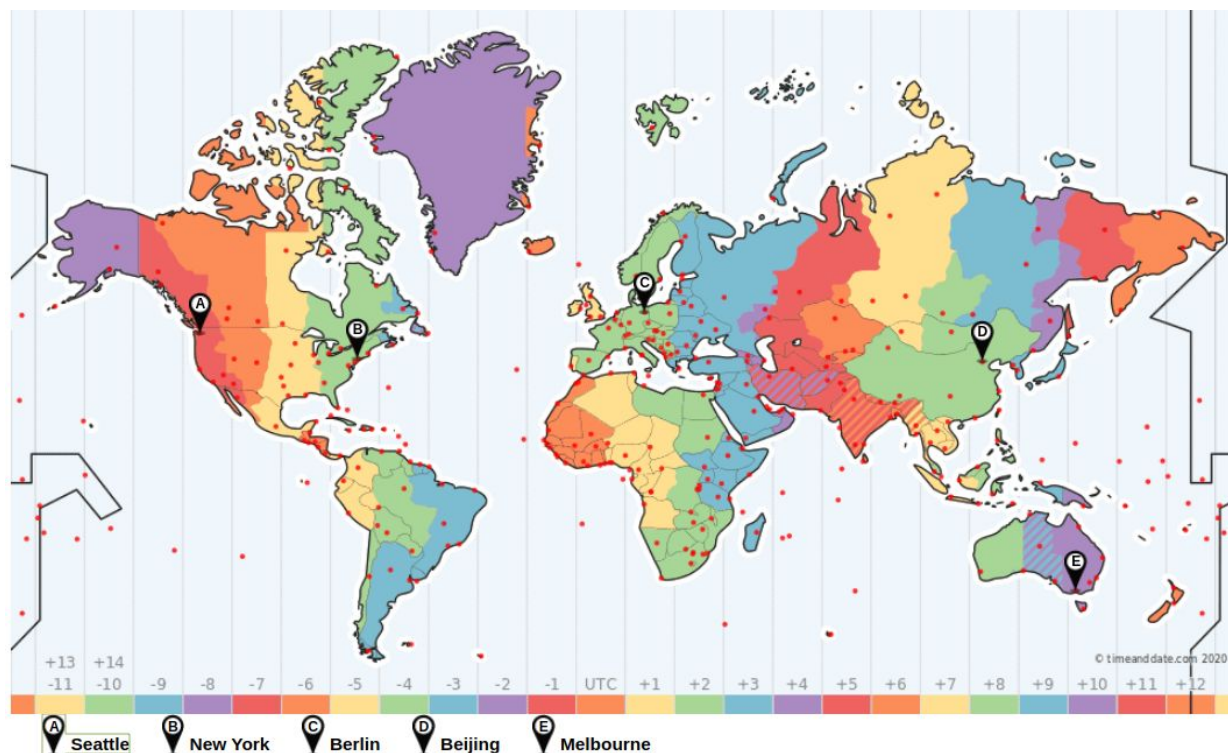 A
B
C
D
E
© timeanddate.com 2020
+13 +14
-11 -10 -9 -8 -7 -6 -5 -4 -3 -2 -1 UTC +1 +2 +3 +4 +5 +6 +7 +8 +9 +10 +11 +12
A Seattle B New York C Berlin D Beijing E Melbourne